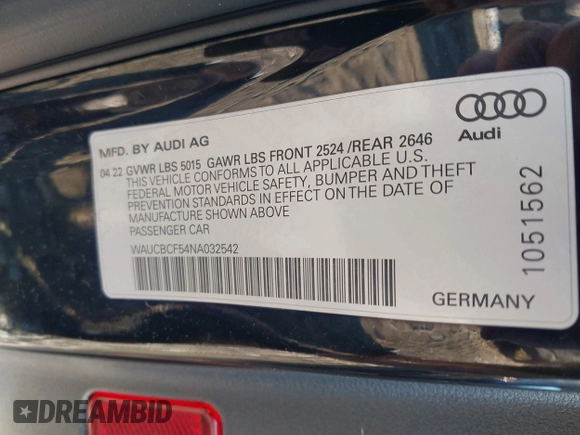 MFD. BY AUDI AG
04 22 GVWR LBS 5015 GAWR LBS FRONT 2524 /REAR 2646
THIS VEHICLE CONFORMS TO ALL APPLICABLE U.S.
FEDERAL MOTOR VEHICLE SAFETY, BUMPER AND THEFT
PREVENTION STANDARDS IN EFFECT ON THE DATE OF
MANUFACTURE SHOWN ABOVE
PASSENGER CAR
WAUCBCF54NA032542
Audi
1051562
GERMANY
DREAMBID